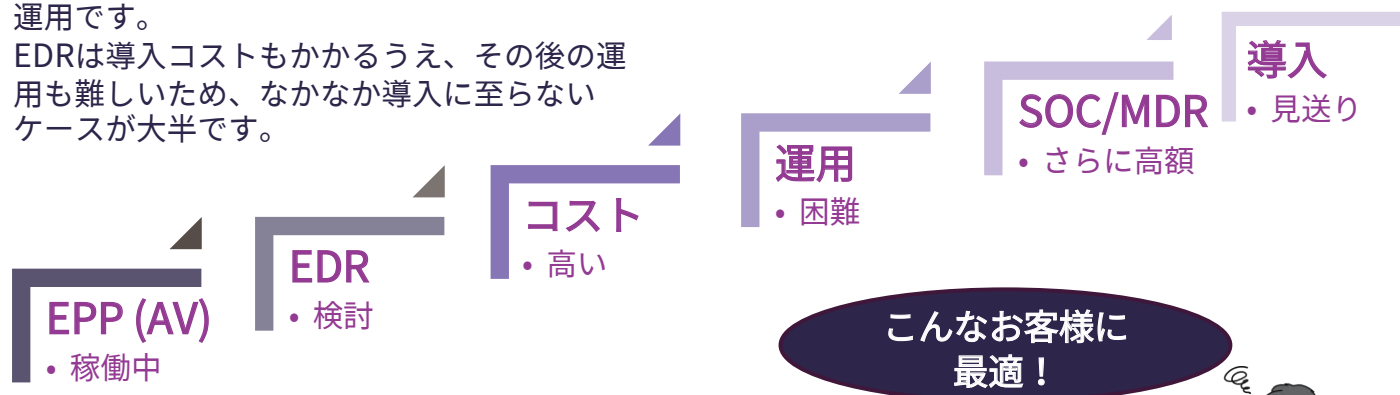 運用です。
EDRは導入コストもかかるうえ、その後の運
用も難しいため、なかなか導入に至らない
ケースが大半です。
EPP (AV)
• 稼働中
EDR
• 検討
コスト
• 高い
運用
• 困難
SOC/MDR
• さらに高額
導入
• 見送り
こんなお客様に
最適！